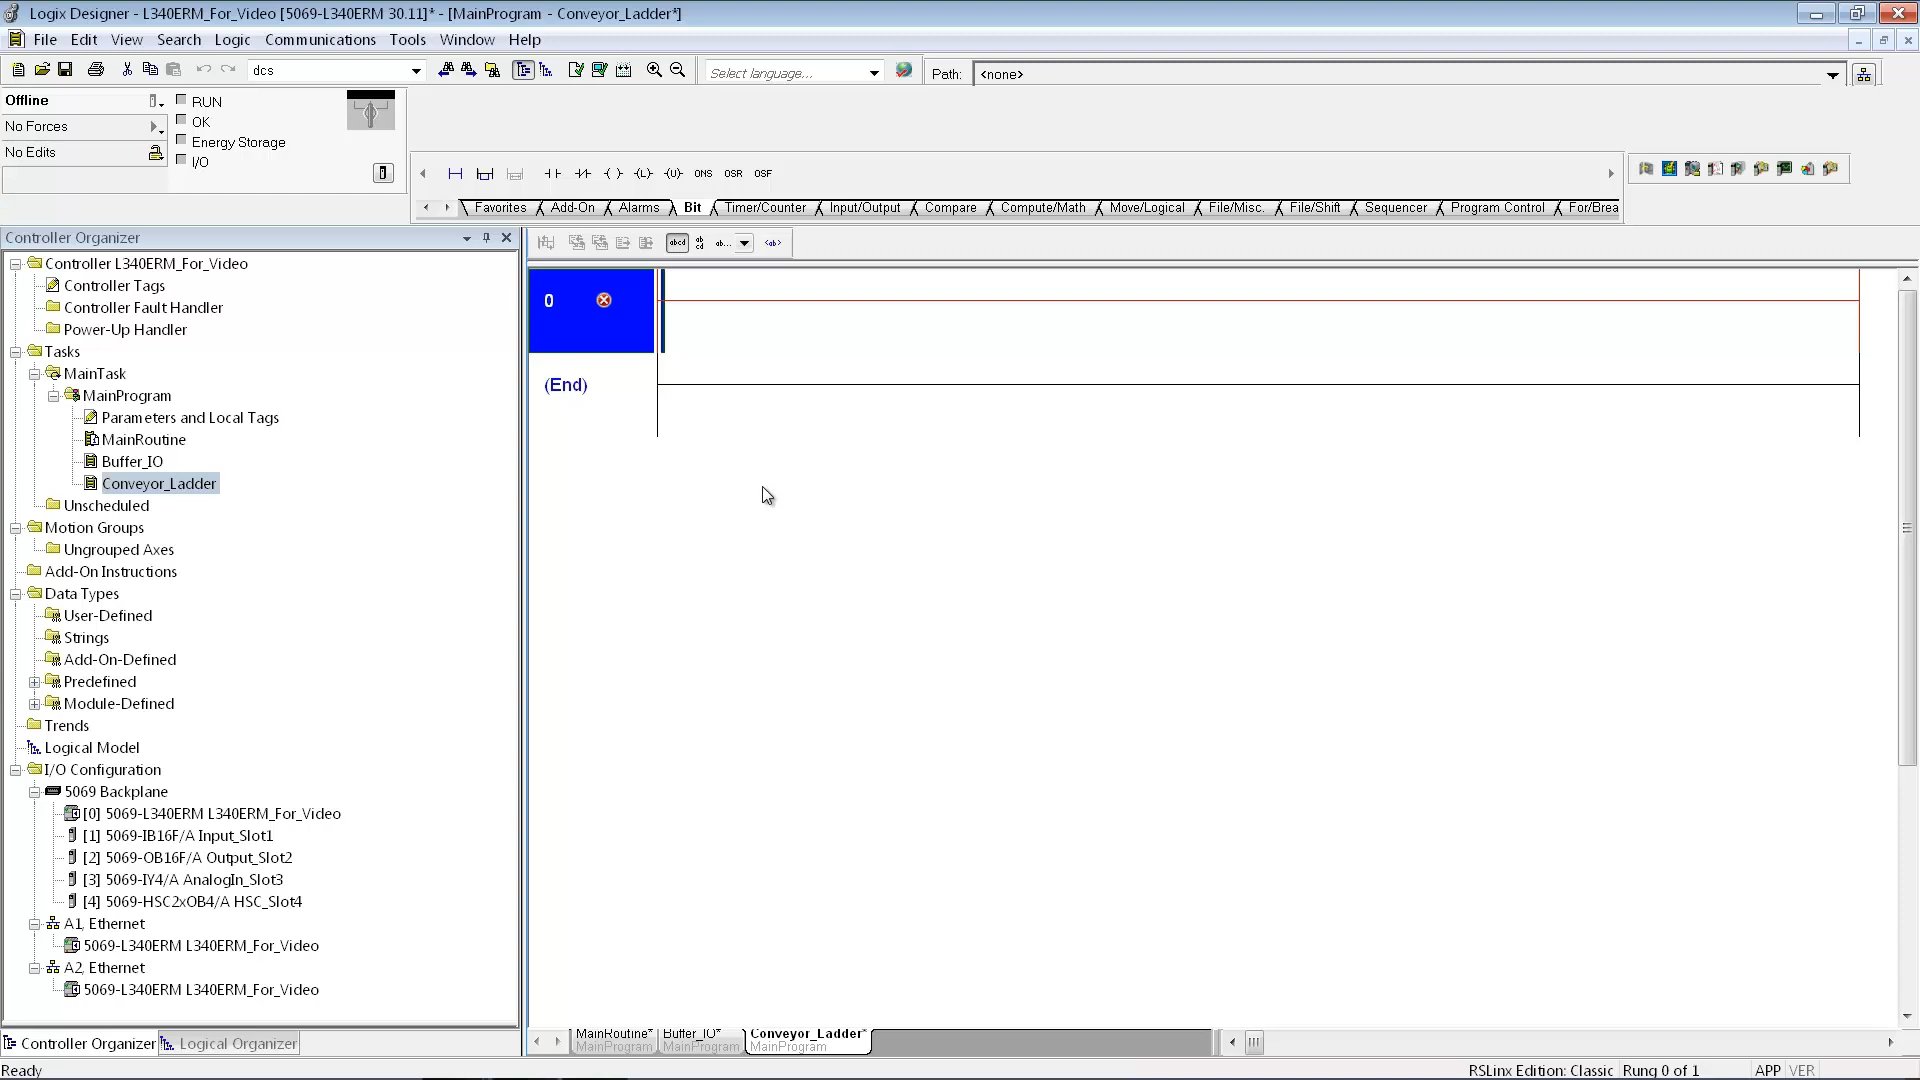 Logix Designer - L340ERM_For_Video [5069-L340ERM 30.11]* - [MainProgram - Conveyor_Ladder*]
File Edit View Search Logic Communications Tools Window Help
dcs
Select language...
Path: <none>
Offline
RUN
No Forces
OK
Energy Storage
No Edits
I/O
(L) (U) ONS OSR OSF
Favorites Add-On Alarms Bit Timer/Counter Input/Output Compare Compute/Math Move/Logical File/Misc. File/Shift Sequencer Program Control For/Brea
Controller Organizer
abcd ab cd ab... <ab>
Controller L340ERM_For_Video
Controller Tags
Controller Fault Handler
Power-Up Handler
Tasks
MainTask
MainProgram
Parameters and Local Tags
MainRoutine
Buffer_IO
Conveyor_Ladder
Unscheduled
Motion Groups
Ungrouped Axes
Add-On Instructions
Data Types
User-Defined
Strings
Add-On-Defined
Predefined
Module-Defined
Trends
Logical Model
I/O Configuration
5069 Backplane
[0] 5069-L340ERM L340ERM_For_Video
[1] 5069-IB16F/A Input_Slot1
[2] 5069-OB16F/A Output_Slot2
[3] 5069-IY4/A AnalogIn_Slot3
[4] 5069-HSC2xOB4/A HSC_Slot4
A1, Ethernet
5069-L340ERM L340ERM_For_Video
A2, Ethernet
5069-L340ERM L340ERM_For_Video
0
(End)
Controller Organizer Logical Organizer
MainRoutine* Buffer_IO* Conveyor_Ladder*
MainProgram MainProgram MainProgram
Ready
RSLinx Edition: Classic Rung 0 of 1 APP VER